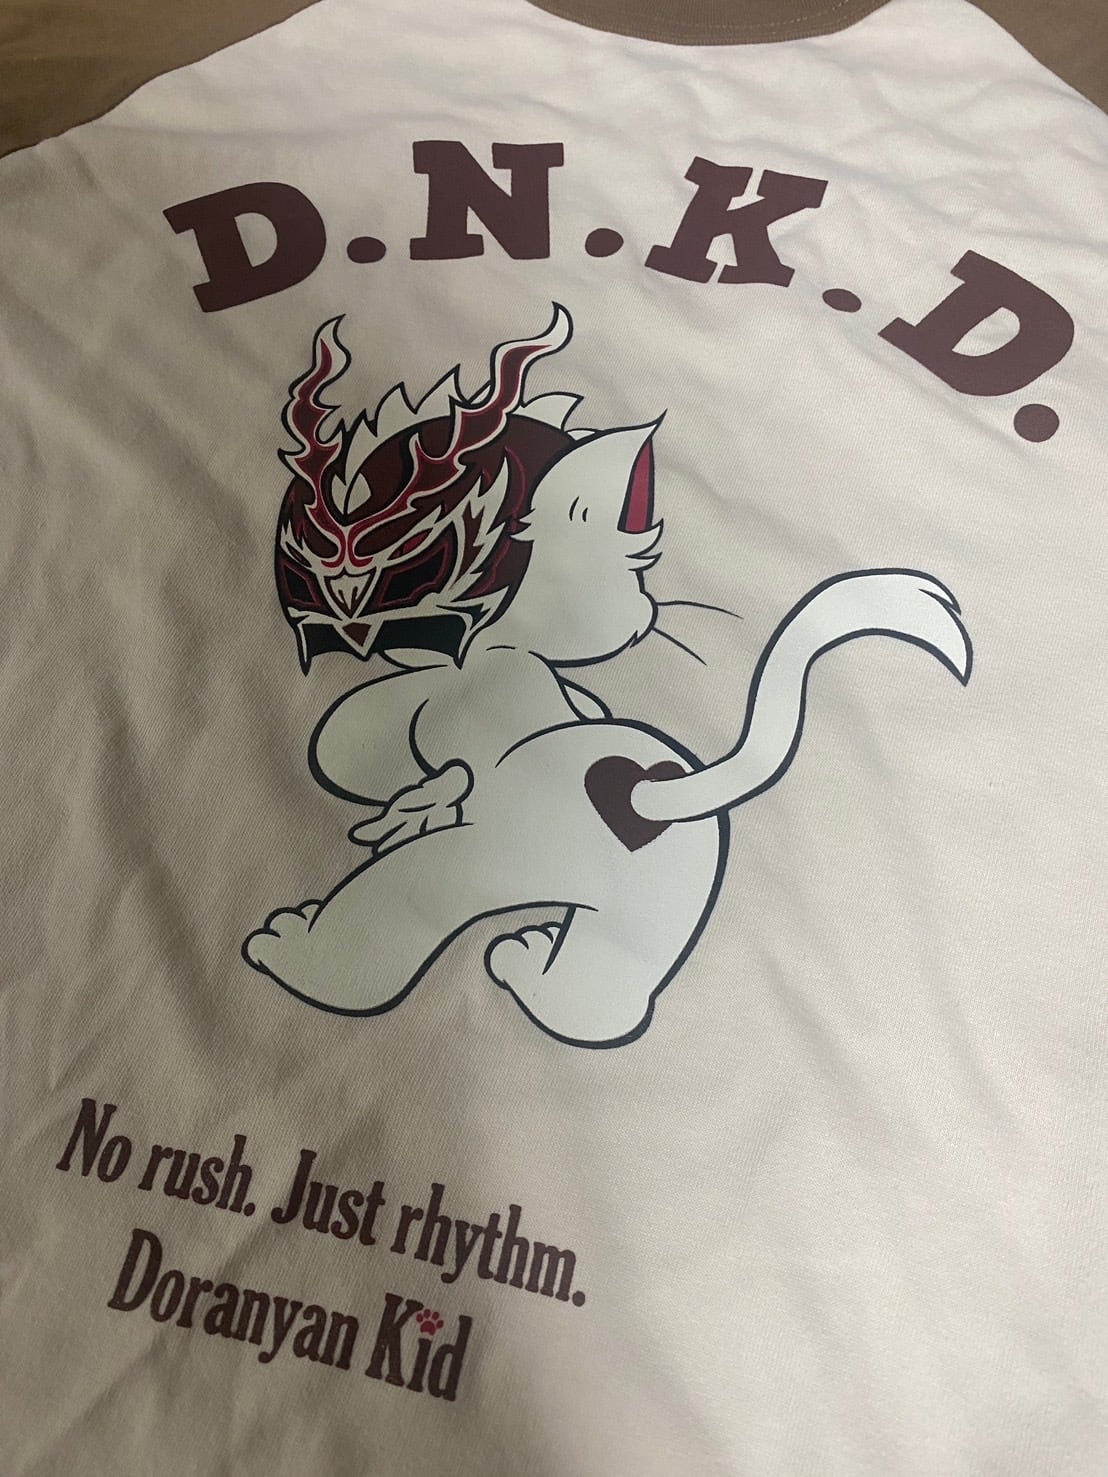 D.N.K.D.
No rush. Just rhythm.
Doranyan Kid